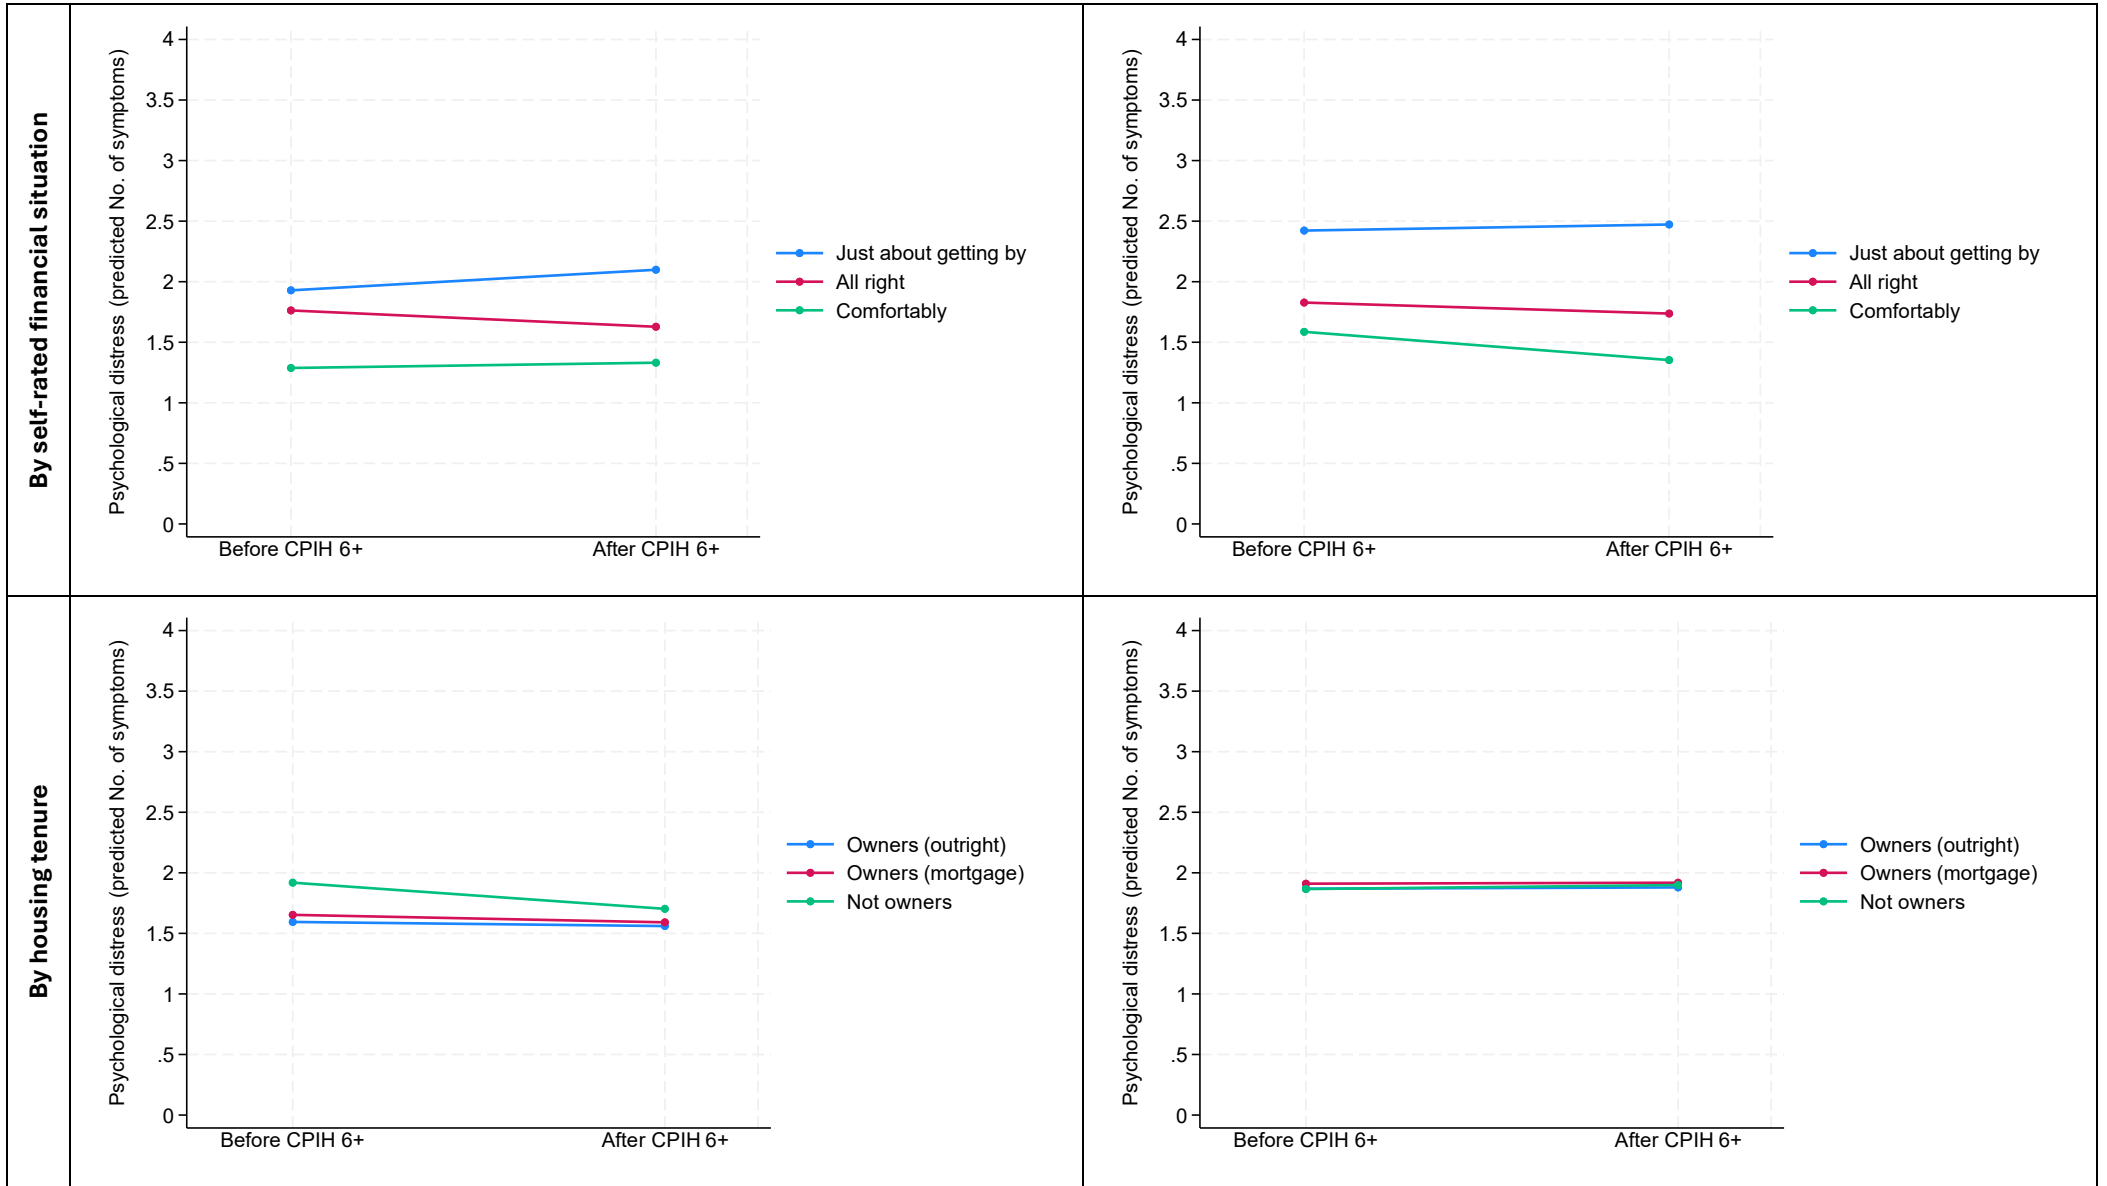 By self-rated financial situation
Psychological distress (predicted No. of symptoms)
4
3.5
3
2.5
2
1.5
1
.5
0
Before CPIH 6+
After CPIH 6+
Just about getting by
All right
Comfortably
Psychological distress (predicted No. of symptoms)
4
3.5
3
2.5
2
1.5
1
.5
0
Before CPIH 6+
After CPIH 6+
Just about getting by
All right
Comfortably
By housing tenure
Psychological distress (predicted No. of symptoms)
4
3.5
3
2.5
2
1.5
1
.5
0
Before CPIH 6+
After CPIH 6+
Owners (outright)
Owners (mortgage)
Not owners
Psychological distress (predicted No. of symptoms)
4
3.5
3
2.5
2
1.5
1
.5
0
Before CPIH 6+
After CPIH 6+
Owners (outright)
Owners (mortgage)
Not owners